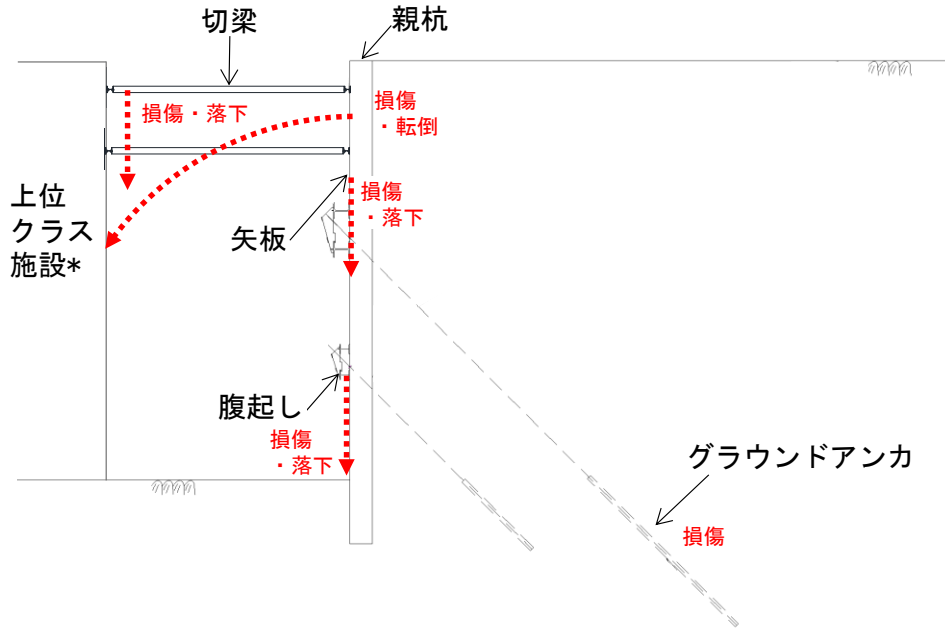 切梁
親杭
損傷・落下
損傷
・転倒
上位
クラス
施設*
矢板
損傷
・落下
腹起し
損傷
・落下
グラウンドアンカ
損傷